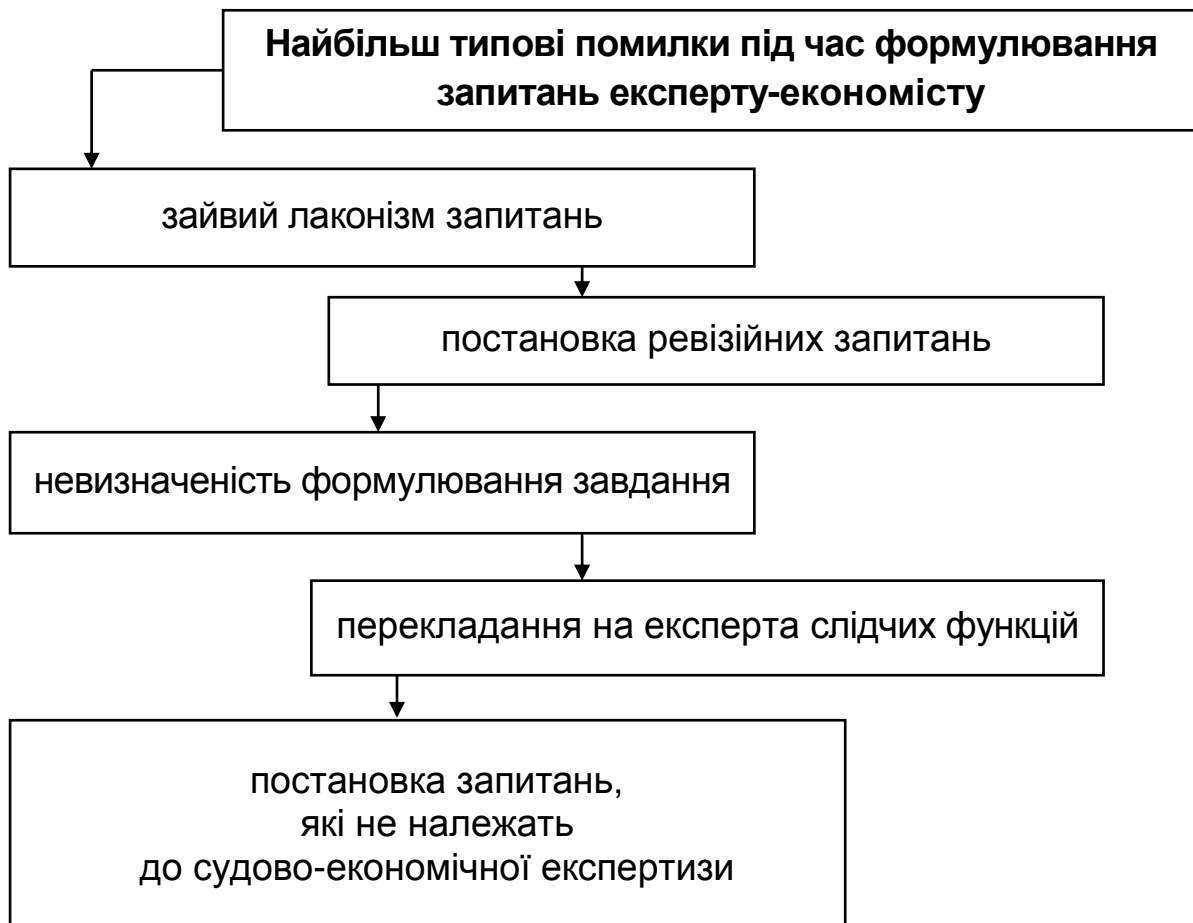 Найбільш типові помилки під час формулювання
запитань експерту-економісту
зайвий лаконізм запитань
постановка ревізійних запитань
невизначеність формулювання завдання
перекладання на експерта слідчих функцій
постановка запитань,
які не належать
до судово-економічної експертизи